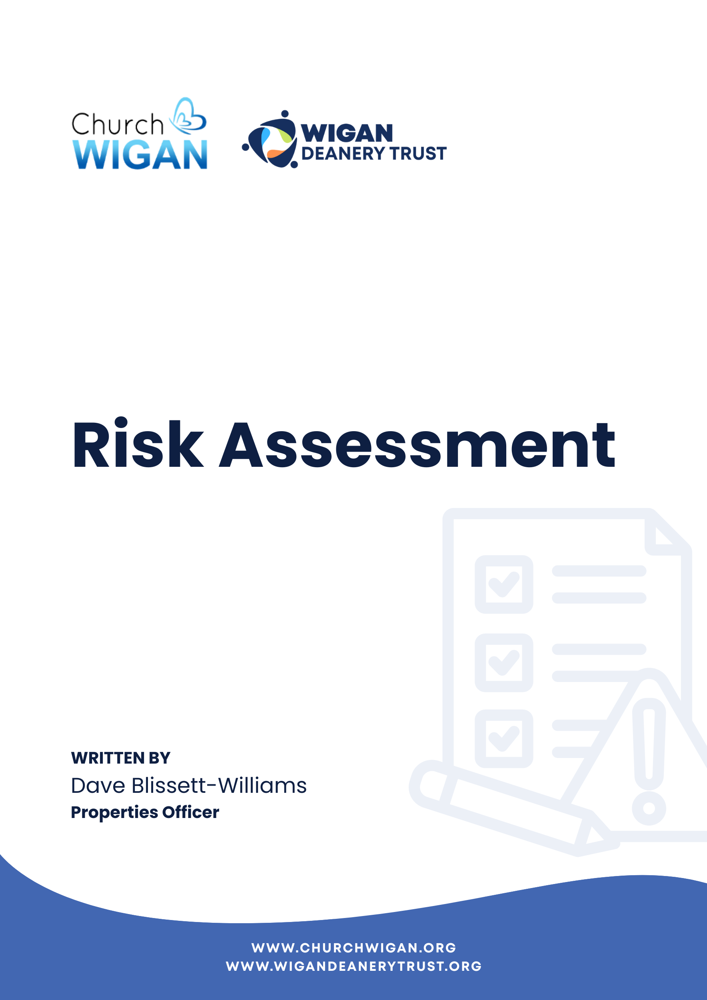 Church
WIGAN
WIGAN
DEANERY TRUST
Risk Assessment
WRITTEN BY
Dave Blissett-Williams
Properties Officer
WWW.CHURCHWIGAN.ORG
WWW.WIGANDEANERYTRUST.ORG